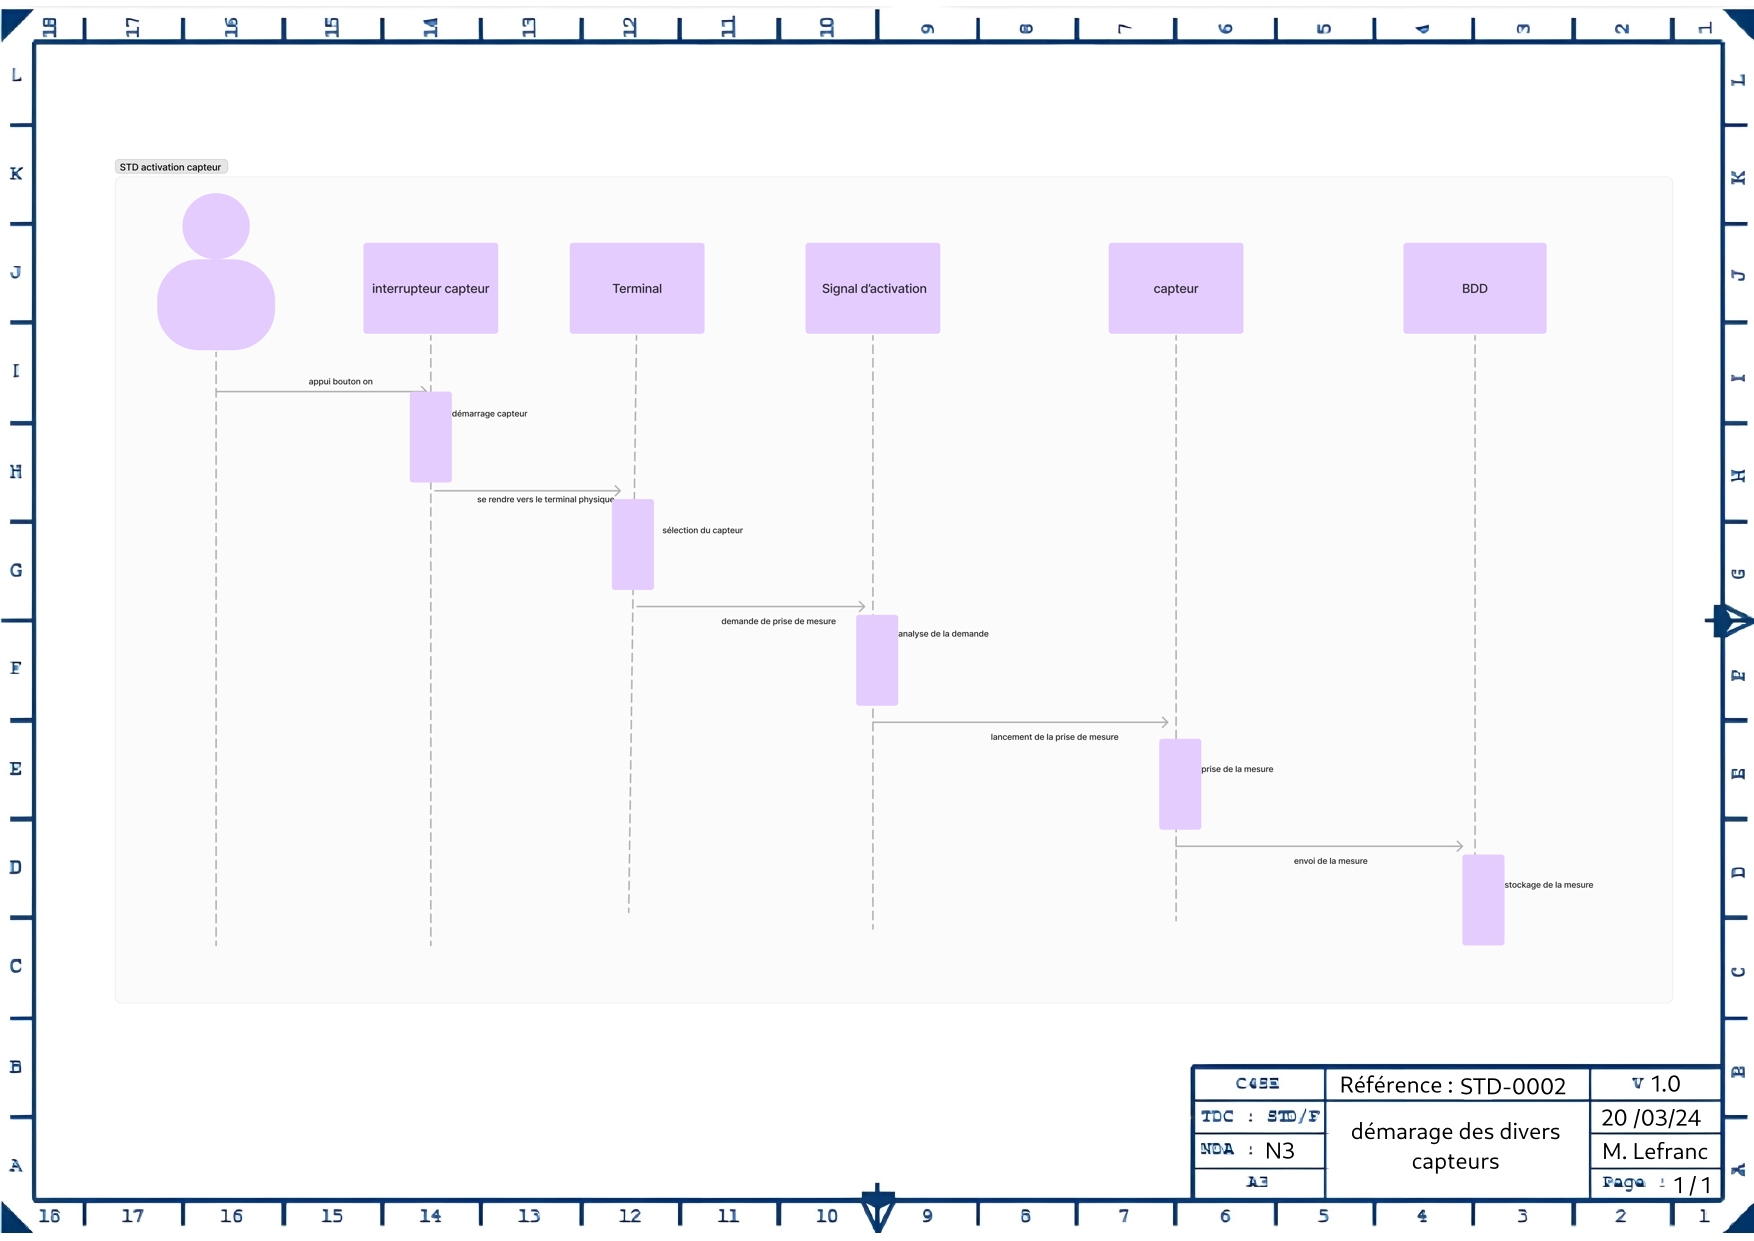 18 17 16 15 14 13 12 11 10 9 8 7 6 5 4 3 2 1
L L
K K
STD activation capteur
J J
interrupteur capteur Terminal Signal d'activation capteur BDD
I I
appui bouton on
démarrage capteur
H H
se rendre vers le terminal physique
sélection du capteur
G G
demande de prise de mesure
analyse de la demande
F F
lancement de la prise de mesure
E E
prise de la mesure
D D
envoi de la mesure
stockage de la mesure
C C
B B
Référence : STD-0002 V 1.0
TDC : STD/F
démarage des divers
capteurs
20 /03/24
NDA : N3
M. Lefranc
A3
Page : 1 / 1
A A
18 17 16 15 14 13 12 11 10 9 8 7 6 5 4 3 2 1